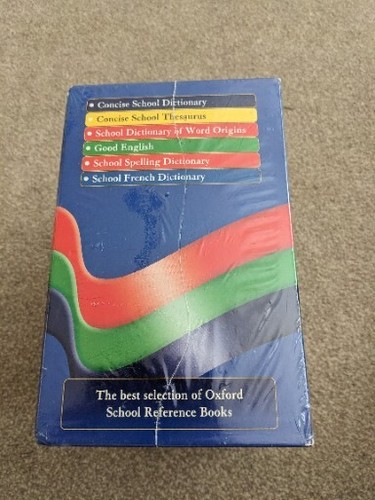 • Concise School Dictionary
• Concise School Thesaurus
• School Dictionary of Word Origins
• Good English
• School Spelling Dictionary
• School French Dictionary
The best selection of Oxford
School Reference Books